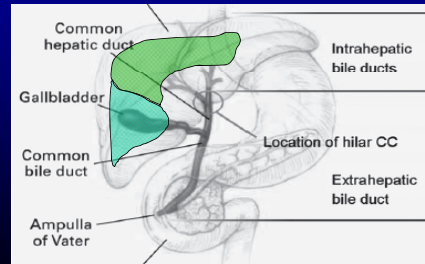 Common
hepatic duct
Gallbladder
Common
bile duct
Ampulla
of Vater
Intrahepatic
bile ducts
Location of hilar CC
Extrahepatic
bile duct